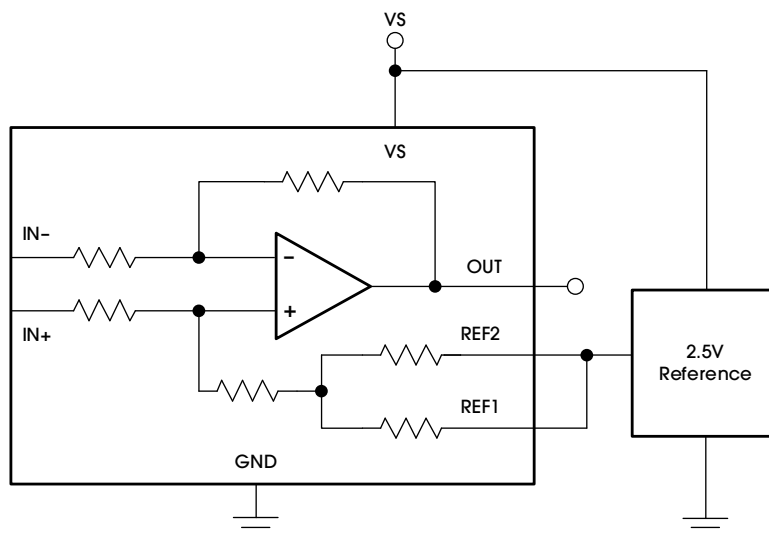 VS
VS
IN-
-
OUT
+
IN+
REF2
2.5V
Reference
REF1
GND